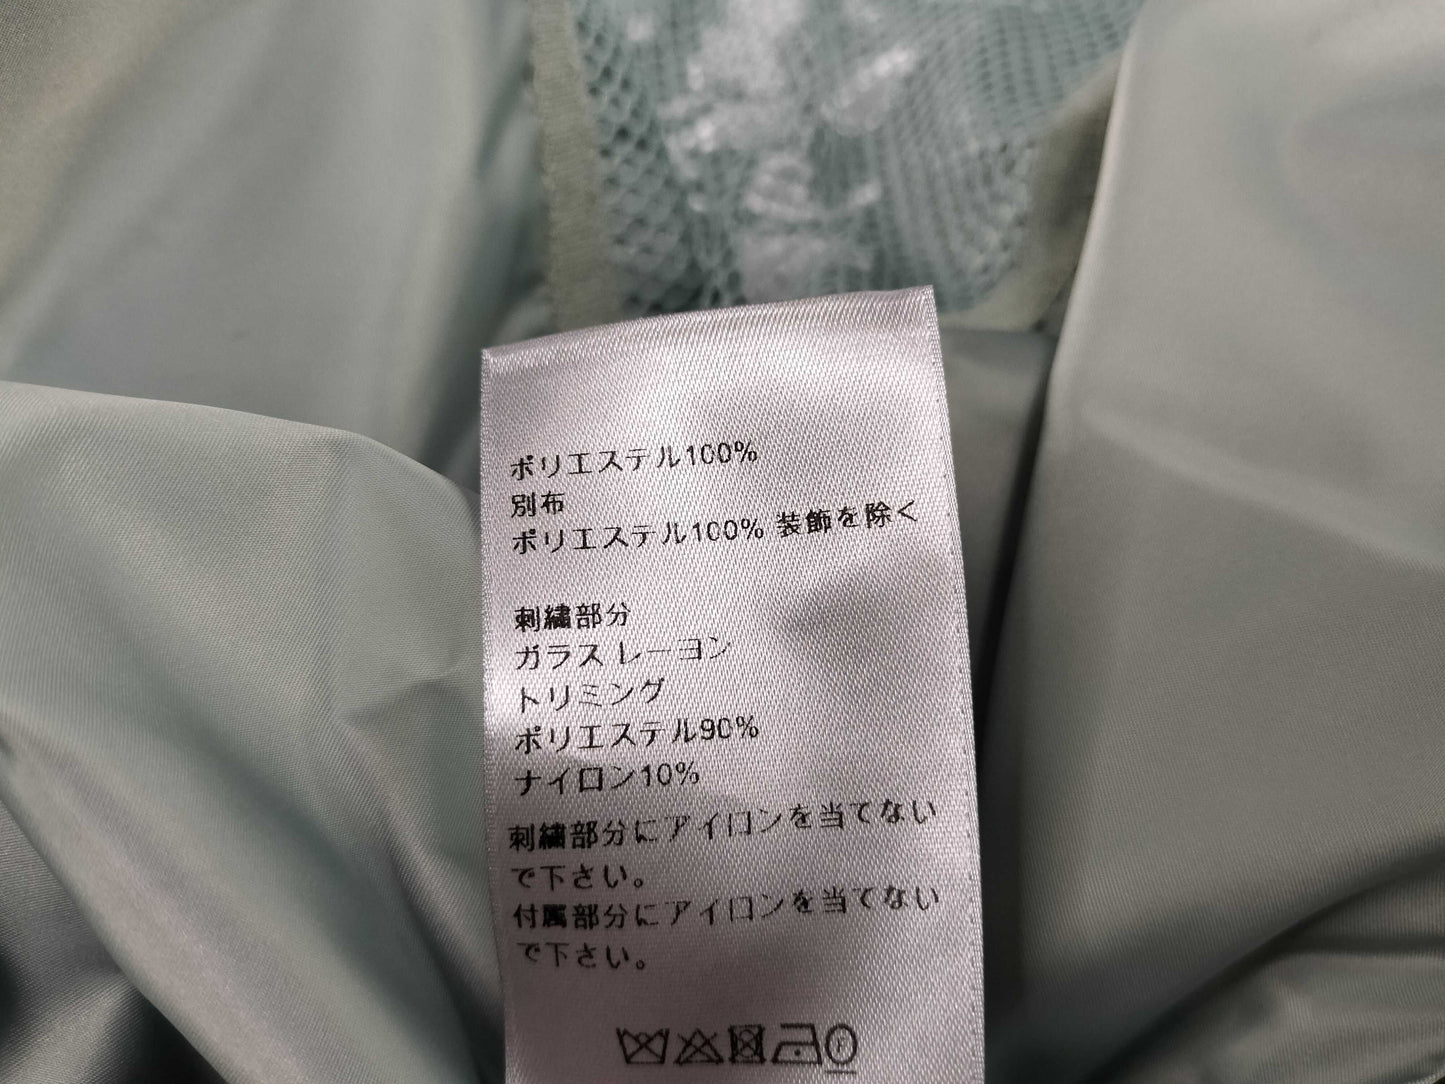 ポリエステル100%
別布
ポリエステル100% 装飾を除く
刺繍部分
ガラス レーヨン
トリミング
ポリエステル90%
ナイロン10%
刺繍部分にアイロンを当てない
で下さい。
付属部分にアイロンを当てない
で下さい。
F